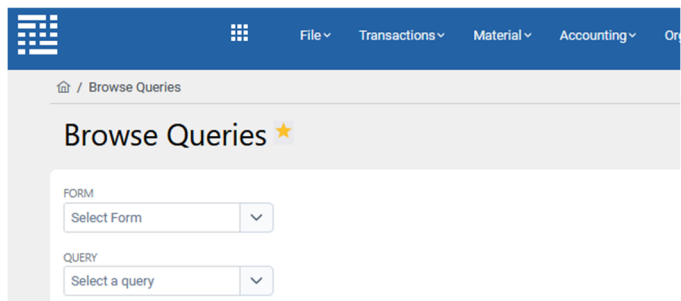 File Transactions Material Accounting
/ Browse Queries
Browse Queries
FORM
Select Form
QUERY
Select a query